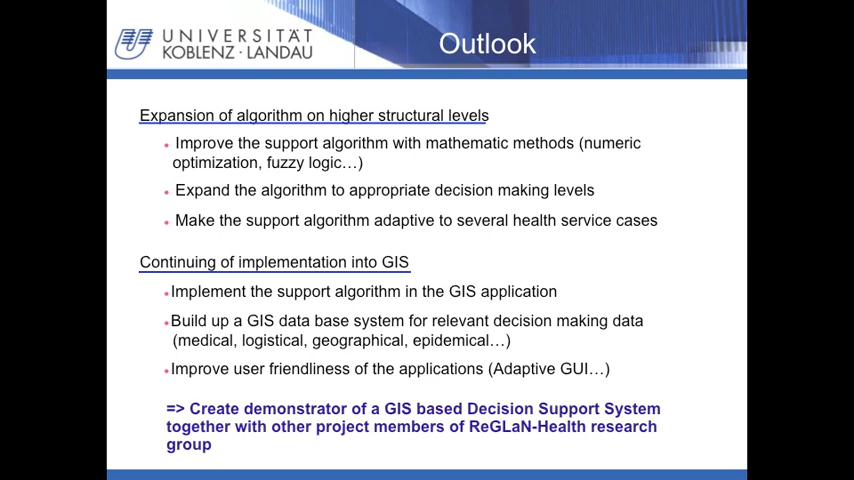 UNIVERSITÄT
KOBLENZ · LANDAU
Outlook
Expansion of algorithm on higher structural levels
• Improve the support algorithm with mathematic methods (numeric
optimization, fuzzy logic…)
• Expand the algorithm to appropriate decision making levels
• Make the support algorithm adaptive to several health service cases
Continuing of implementation into GIS
•Implement the support algorithm in the GIS application
•Build up a GIS data base system for relevant decision making data
(medical, logistical, geographical, epidemical…)
•Improve user friendliness of the applications (Adaptive GUI…)
=> Create demonstrator of a GIS based Decision Support System
together with other project members of ReGLaN-Health research
group